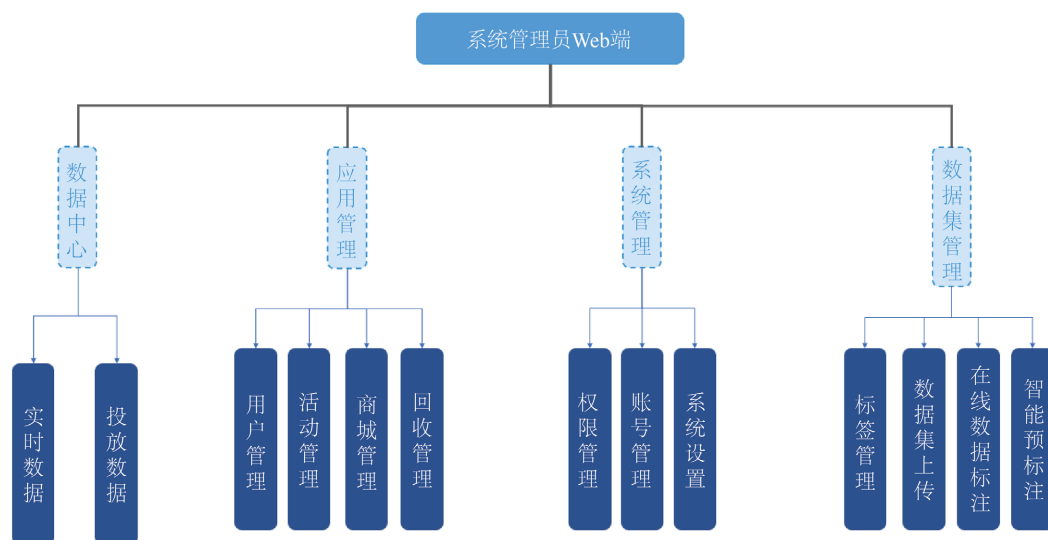 系统管理员Web端
数据中心
应用管理
系统管理
数据集管理
实时数据
投放数据
用户管理
活动管理
商城管理
回收管理
权限管理
账号管理
系统设置
标签管理
数据集上传
在线数据标注
智能预标注